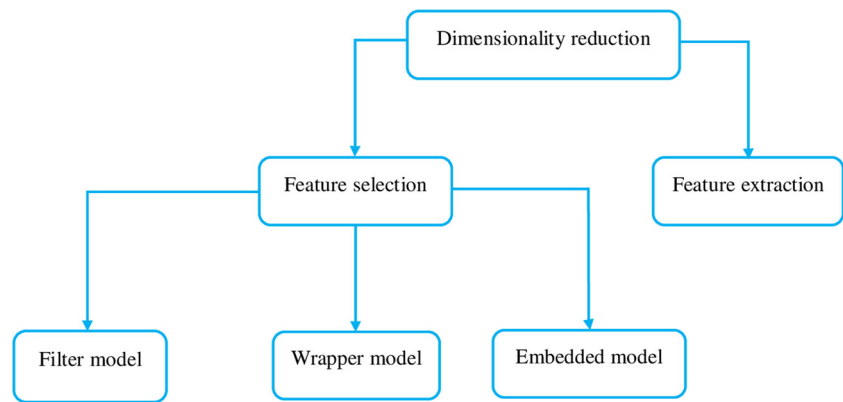 Dimensionality reduction
Feature selection
Feature extraction
Filter model
Wrapper model
Embedded model